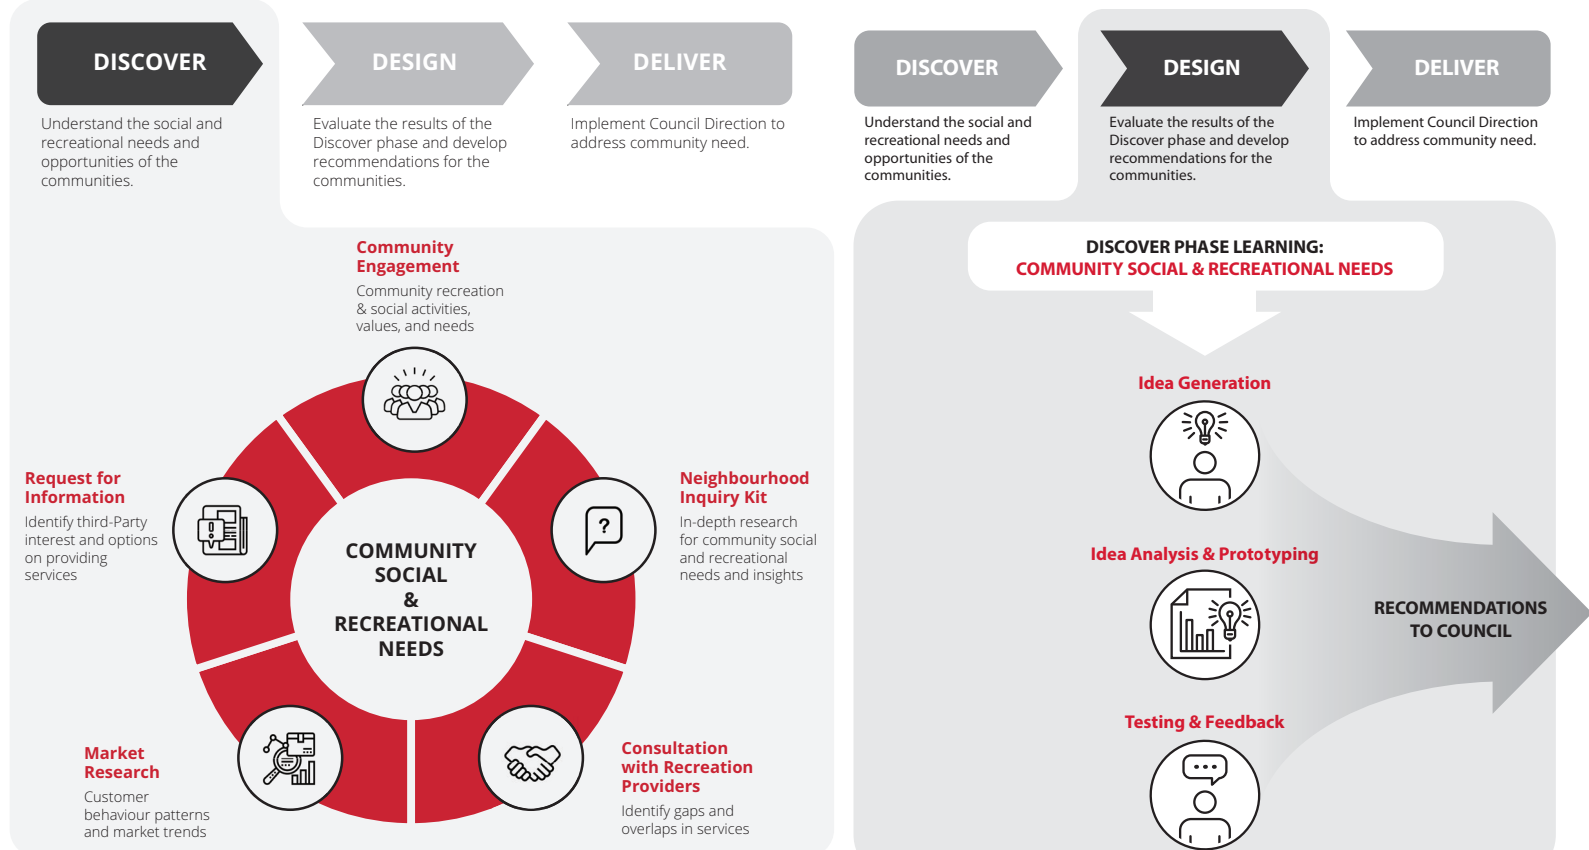 DISCOVER
DESIGN
DELIVER
Understand the social and
recreational needs and
opportunities of the
communities.
Evaluate the results of the
Discover phase and develop
recommendations for the
communities.
Implement Council Direction to
address community need.
Community
Engagement
Community recreation
& social activities,
values, and needs
Request for
Information
Identify third-Party
interest and options
on providing
services
Neighbourhood
Inquiry Kit
In-depth research
for community social
and recreational
needs and insights
?
COMMUNITY
SOCIAL
&
RECREATIONAL
NEEDS
Market
Research
Customer
behaviour patterns
and market trends
Consultation
with Recreation
Providers
Identify gaps and
overlaps in services
DISCOVER
DESIGN
DELIVER
Understand the social and
recreational needs and
opportunities of the
communities.
Evaluate the results of the
Discover phase and develop
recommendations for the
communities.
Implement Council Direction
to address community need.
DISCOVER PHASE LEARNING:
COMMUNITY SOCIAL & RECREATIONAL NEEDS
Idea Generation
Idea Analysis & Prototyping
Testing & Feedback
RECOMMENDATIONS
TO COUNCIL